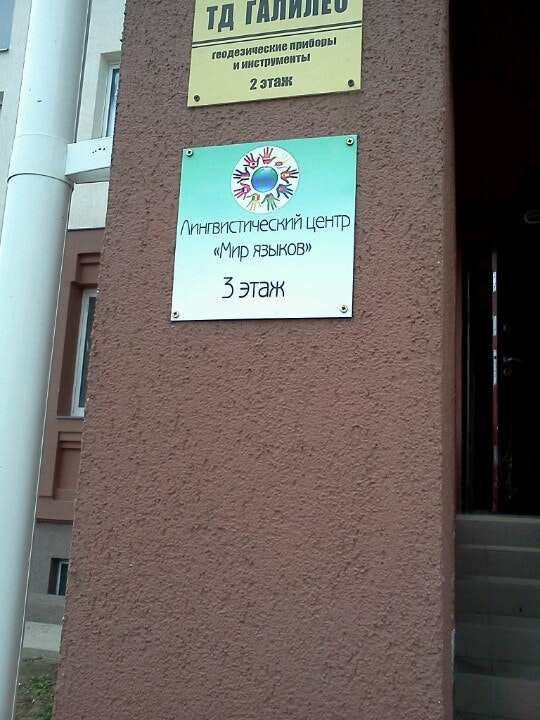 ТД ГАЛИЛЕО
геодезические приборы
и инструменты
2 этаж
Лингвистический центр
«Мир языков»
3 этаж